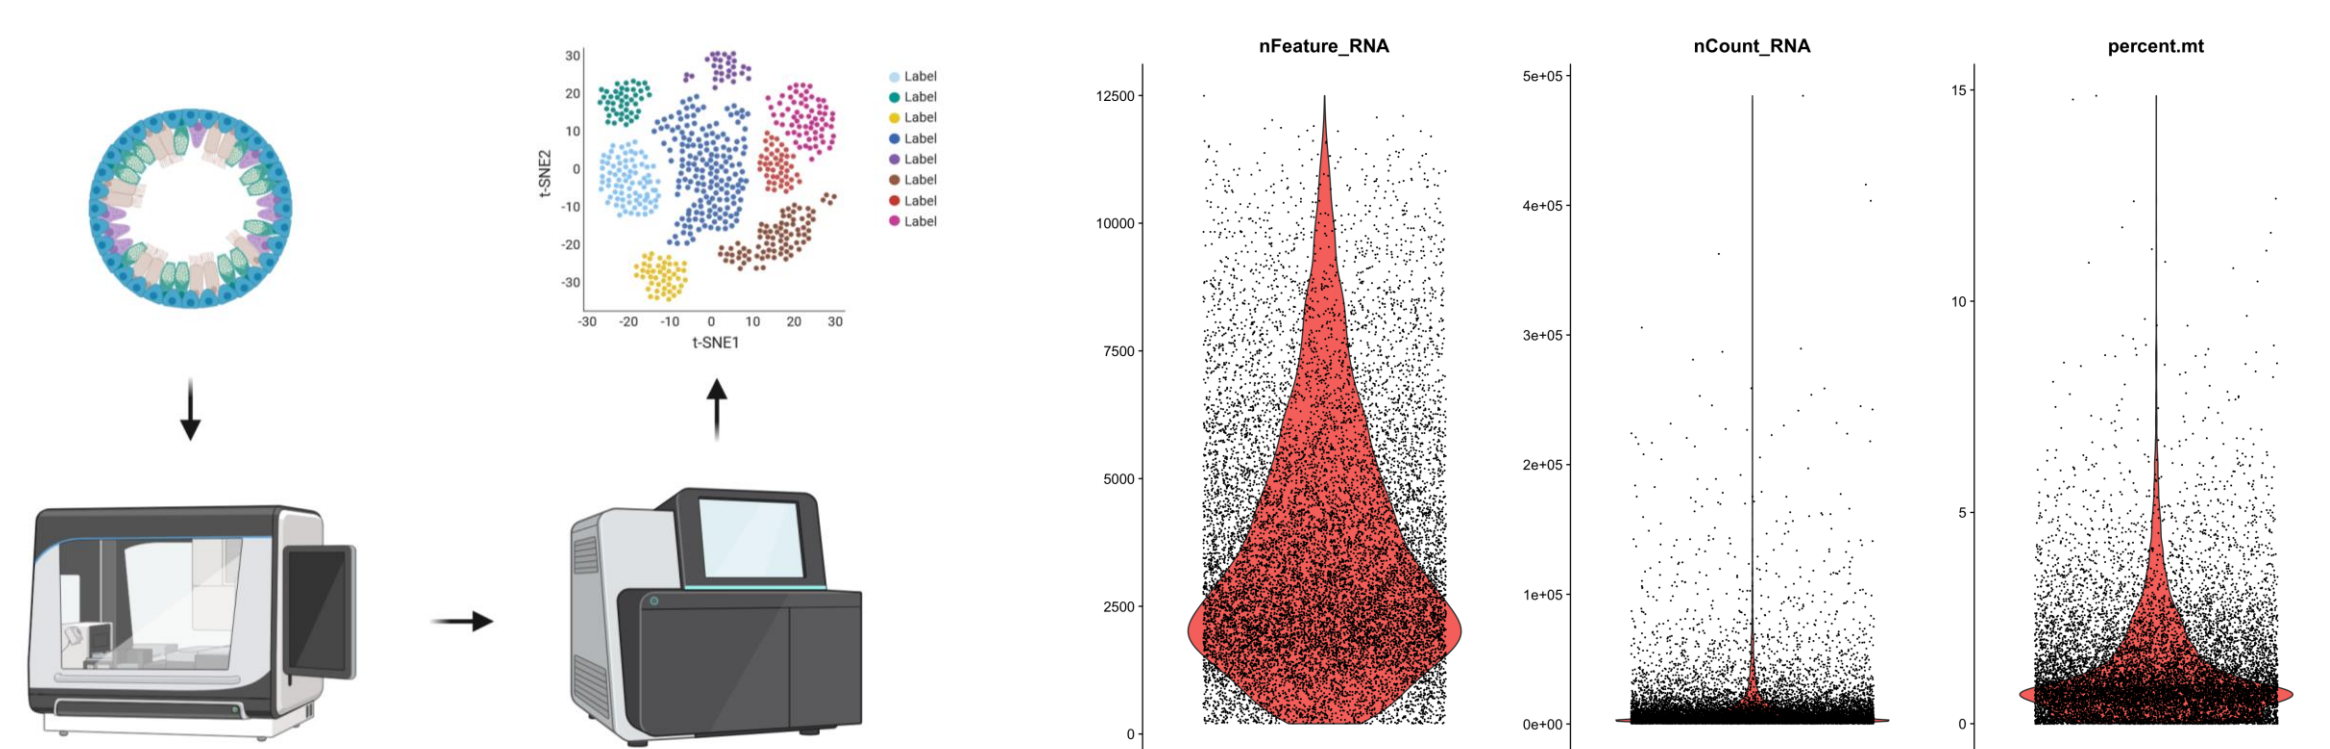 30
20
10
0
-10
-20
-30
t-SNE2
-30 -20 -10 0 10 20 30
t-SNE1
Label
Label
Label
Label
Label
Label
Label
Label
nFeature_RNA
12500
10000
7500
5000
2500
0
nCount_RNA
5e+05
4e+05
3e+05
2e+05
1e+05
0e+00
percent.mt
15
10
5
0